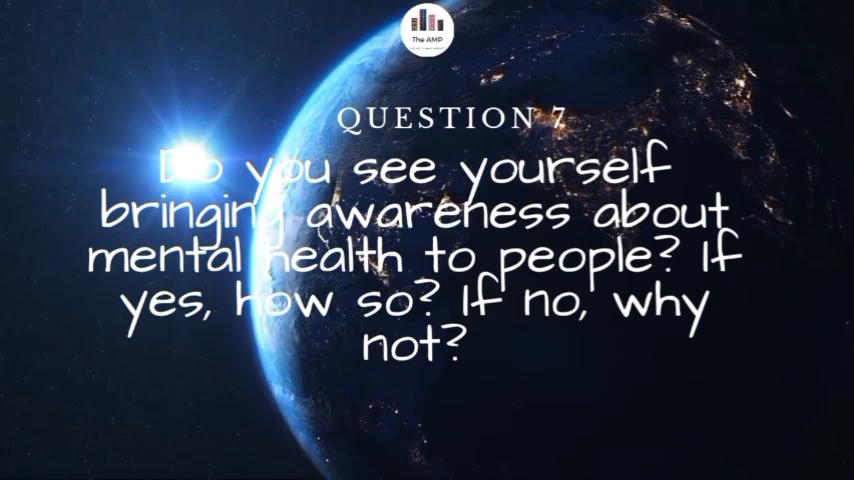 The AMP
QUESTION 7
Do you see yourself
bringing awareness about
mental health to people? If
yes, how so? If no, why
not?